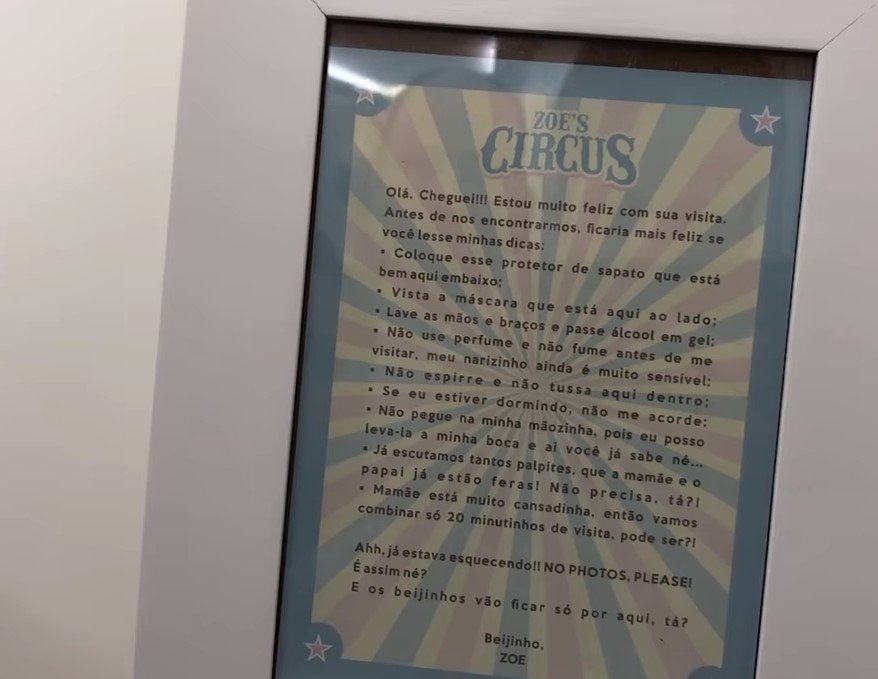 ZOE'S
CIRCUS
Olá, Cheguei!!! Estou muito feliz com sua visita.
Antes de nos encontrarmos, ficaria mais feliz se
você lesse minhas dicas:
• Coloque esse protetor de sapato que está
bem aqui embaixo;
• Vista a máscara que está aqui ao lado;
• Lave as mãos e braços e passe álcool em gel;
• Não use perfume e não fume antes de me
visitar, meu narizinho ainda é muito sensível;
• Não espirre e não tussa aqui dentro;
• Se eu estiver dormindo, não me acorde;
• Não pegue na minha mãozinha, pois eu posso
leva-la a minha boca e ai você já sabe né...
• Já escutamos tantos palpites, que a mamãe e o
papai já estão feras! Não precisa, tá?!
• Mamãe está muito cansadinha, então vamos
combinar só 20 minutinhos de visita, pode ser?!
Ahh, já estava esquecendo!! NO PHOTOS, PLEASE!
É assim né?
E os beijinhos vão ficar só por aqui, tá?
Beijinho,
ZOE